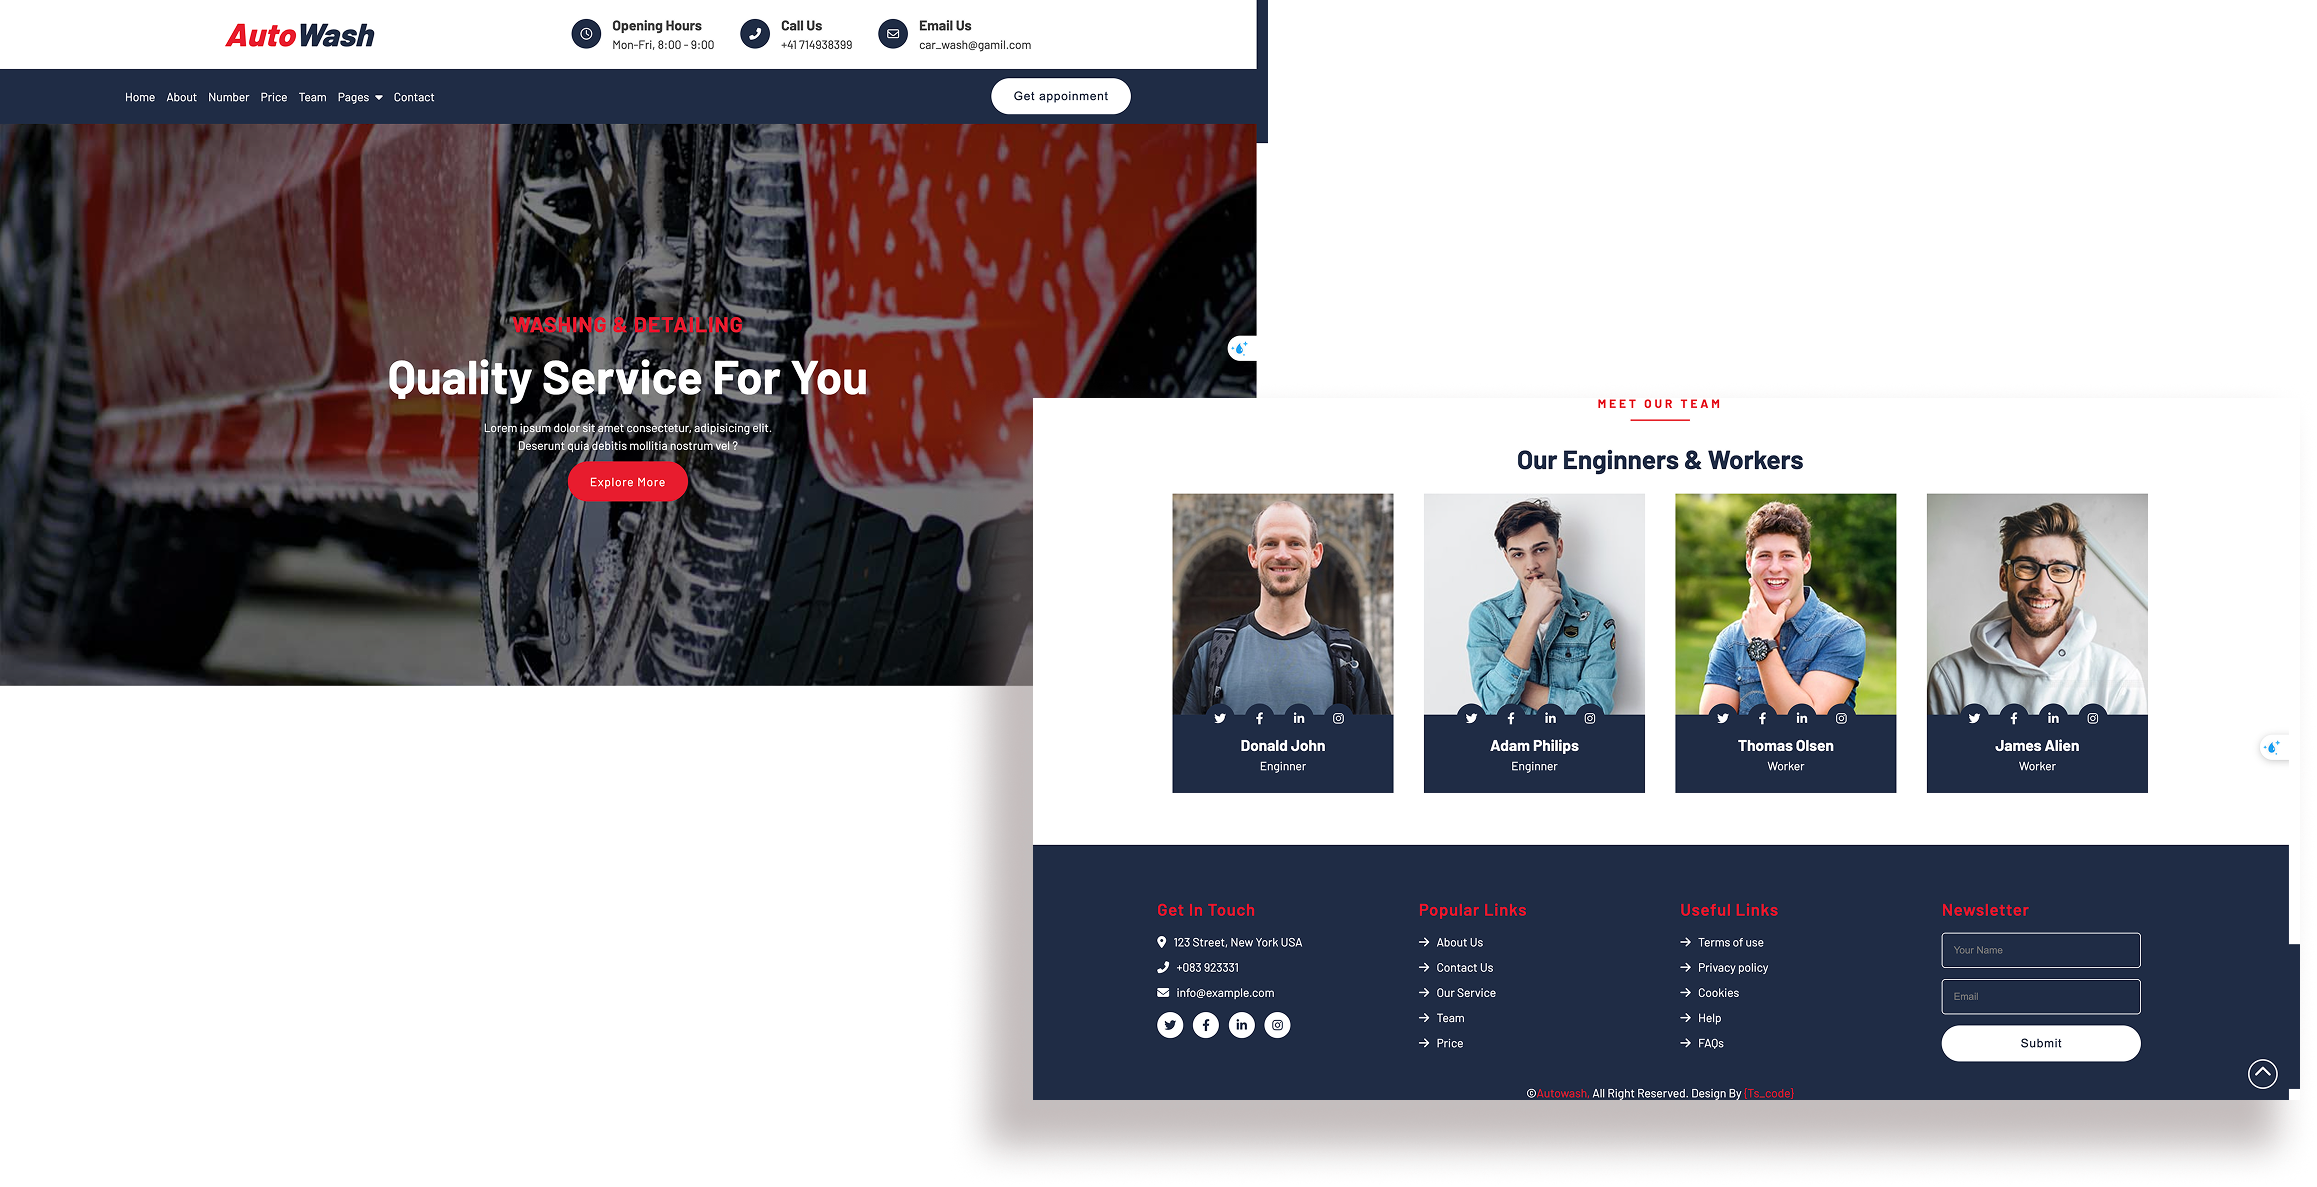 AutoWash
Opening Hours
Mon-Fri, 8:00 - 9:00
Call Us
+41 714938399
Email Us
car_wash@gamil.com
Home About Number Price Team Pages Contact
Get appoinment
WASHING & DETAILING
Quality Service For You
Lorem ipsum dolor sit amet consectetur, adipisicing elit.
Deserunt quia debitis mollitia nostrum vel ?
Explore More
MEET OUR TEAM
Our Enginners & Workers
Donald John
Enginner
Adam Philips
Enginner
Thomas Olsen
Worker
James Alien
Worker
Get In Touch
123 Street, New York USA
+083 923331
info@example.com
Popular Links
About Us
Contact Us
Our Service
Team
Price
Useful Links
Terms of use
Privacy policy
Cookies
Help
FAQs
Newsletter
Your Name
Email
Submit
©Autowash, All Right Reserved. Design By [Ts_code]